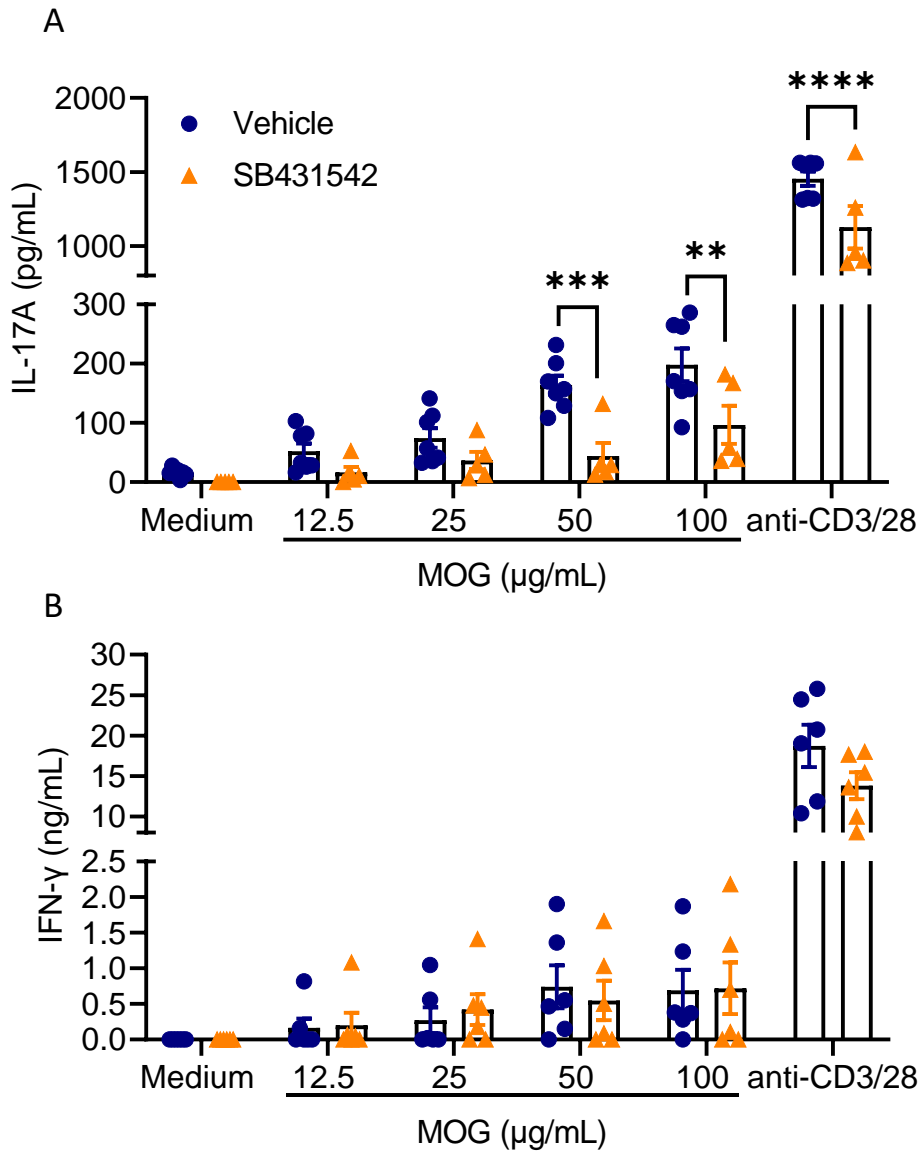 A
****
2000
Vehicle
SB431542
1500
IL-17A (pg/mL)
1000
**
***
300
200
100
0
Medium 12.5 25 50 100 anti-CD3/28
MOG (μg/mL)
B
30
25
20
15
10
IFN-γ (ng/mL)
2.5
2.0
1.5
1.0
0.5
0.0
Medium 12.5 25 50 100 anti-CD3/28
MOG (μg/mL)